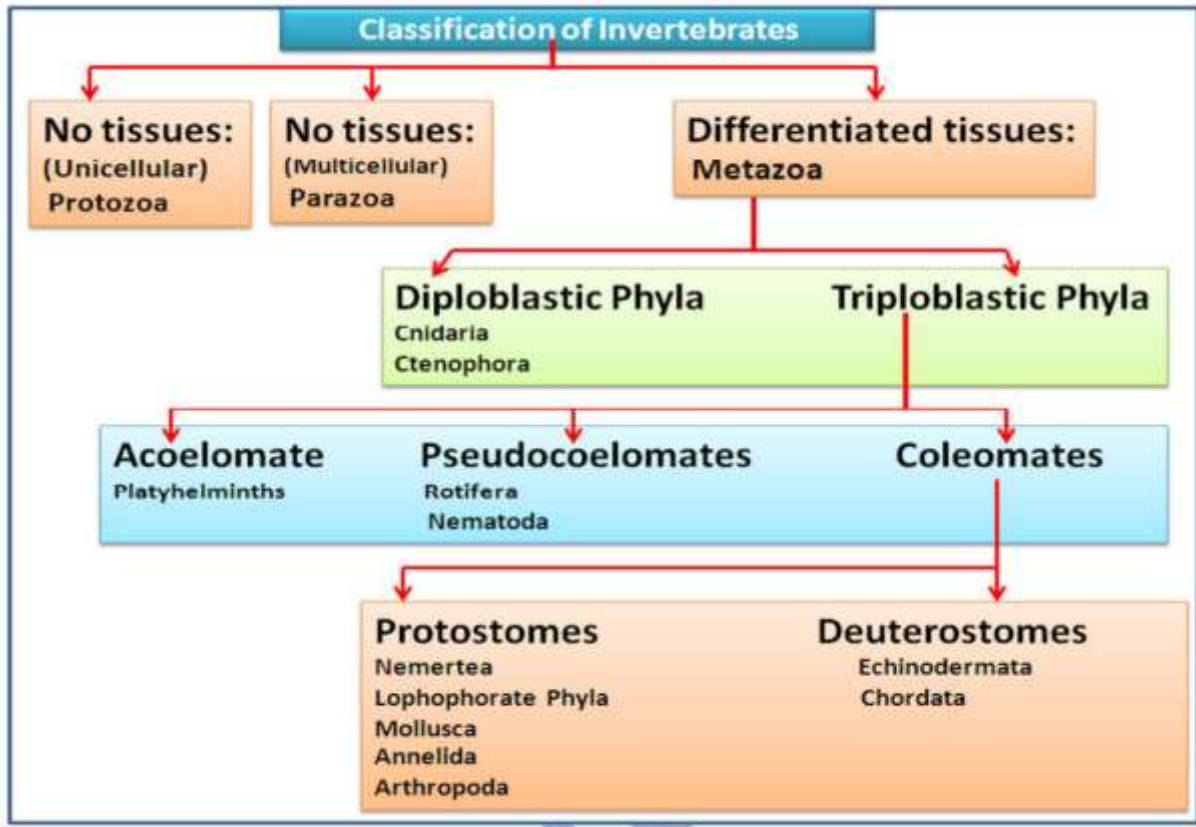 Classification of Invertebrates
No tissues:
(Unicellular)
Protozoa
No tissues:
(Multicellular)
Parazoa
Differentiated tissues:
Metazoa
Diploblastic Phyla
Cnidaria
Ctenophora
Triploblastic Phyla
Acoelomate
Platyhelminths
Pseudocoelomates
Rotifera
Nematoda
Coleomates
Protostomes
Nemertea
Lophophorate Phyla
Mollusca
Annelida
Arthropoda
Deuterostomes
Echinodermata
Chordata